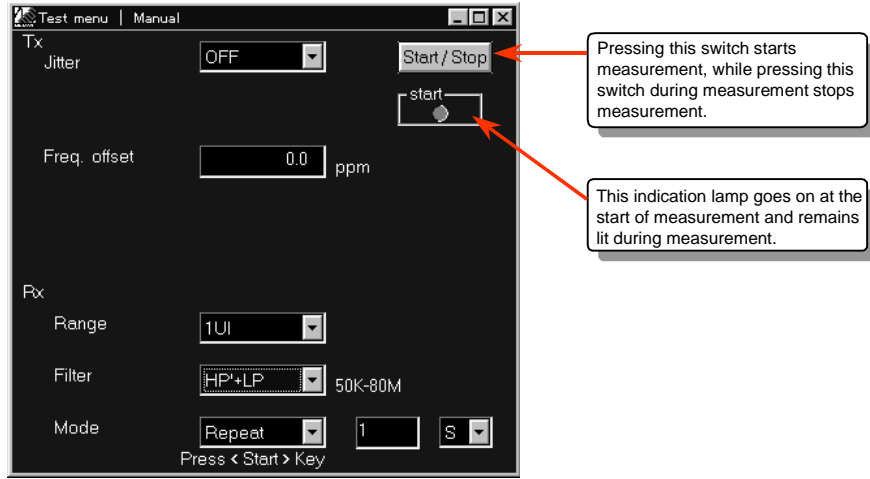 Test menu | Manual
Tx
Jitter
OFF
Start / Stop
start
Freq. offset
0.0
ppm
Rx
Range
1UI
Filter
HP'+LP
50K-80M
Mode
Repeat
1
S
Press < Start > Key
Pressing this switch starts
measurement, while pressing this
switch during measurement stops
measurement.
This indication lamp goes on at the
start of measurement and remains
lit during measurement.